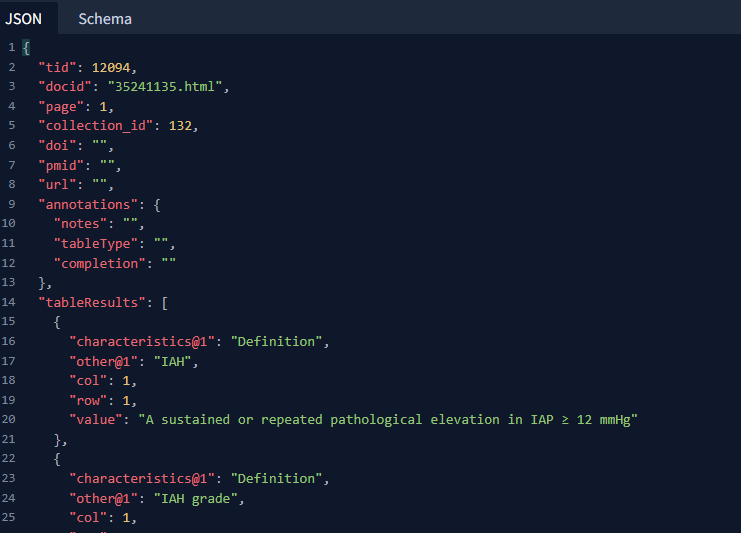 JSON Schema
1 {
2 "tid": 12094,
3 "docid": "35241135.html",
4 "page": 1,
5 "collection_id": 132,
6 "doi": "",
7 "pmid": "",
8 "url": "",
9 "annotations": {
10 "notes": "",
11 "tableType": "",
12 "completion": ""
13 },
14 "tableResults": [
15 {
16 "characteristics@1": "Definition",
17 "other@1": "IAH",
18 "col": 1,
19 "row": 1,
20 "value": "A sustained or repeated pathological elevation in IAP ≥ 12 mmHg"
21 },
22 {
23 "characteristics@1": "Definition",
24 "other@1": "IAH grade",
25 "col": 1,